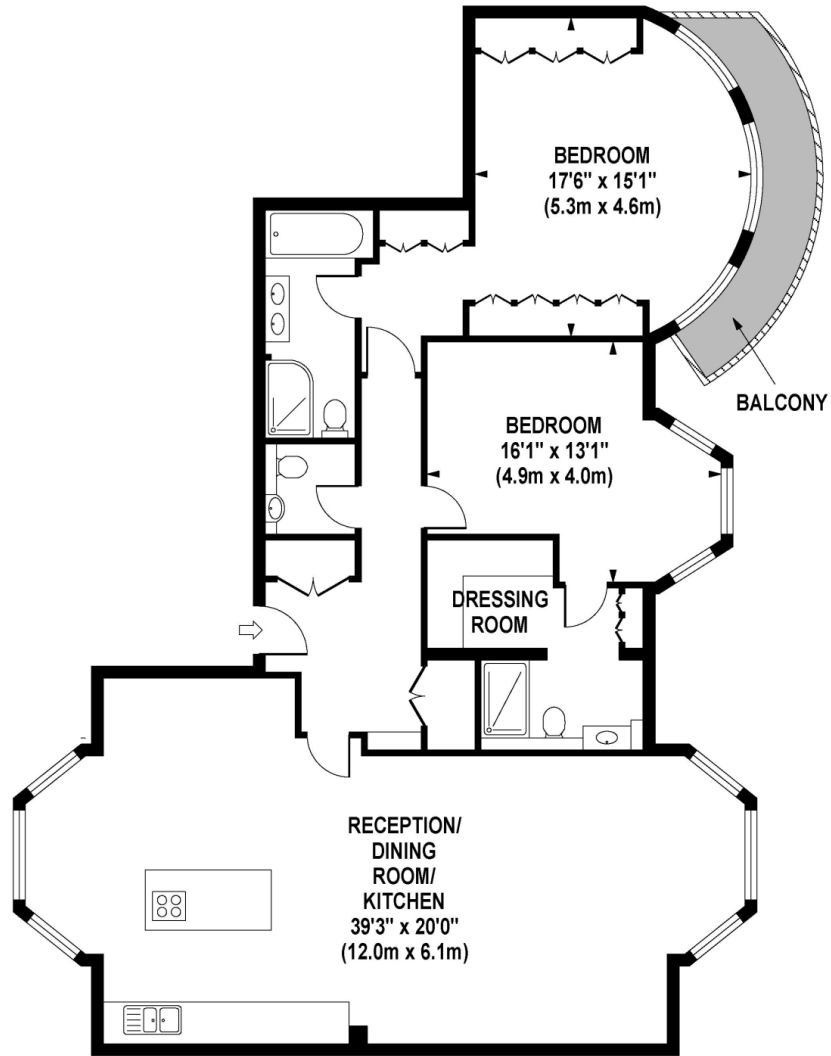 BEDROOM
17'6" x 15'1"
(5.3m x 4.6m)
BALCONY
BEDROOM
16'1" x 13'1"
(4.9m x 4.0m)
DRESSING
ROOM
RECEPTION/
DINING
ROOM/
KITCHEN
39'3" x 20'0"
(12.0m x 6.1m)